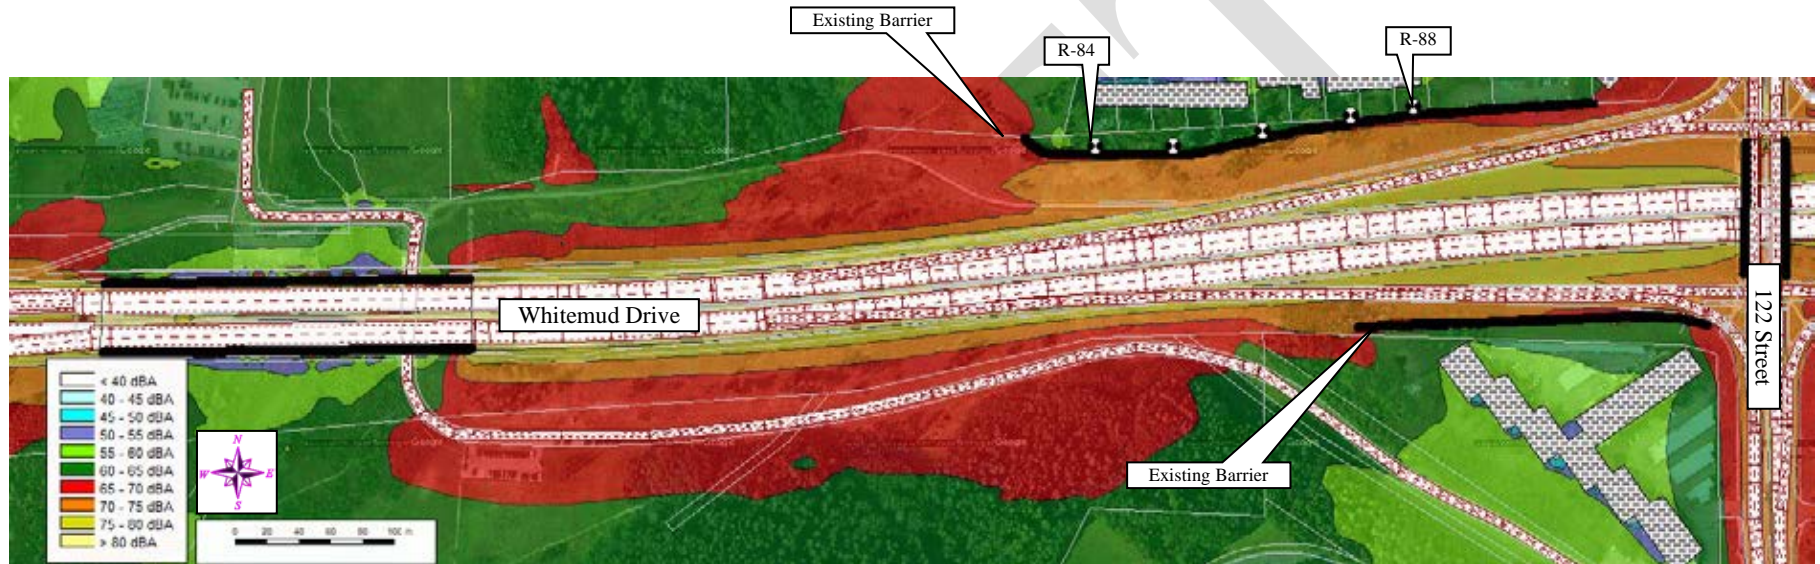 Existing Barrier
R-84
R-88
Whitemud Drive
122 Street
< 40 dBA
40 - 45 dBA
45 - 50 dBA
50 - 55 dBA
55 - 60 dBA
60 - 65 dBA
65 - 70 dBA
70 - 75 dBA
75 - 80 dBA
> 80 dBA
N
W E
S
0 20 40 60 80 100 m
Existing Barrier